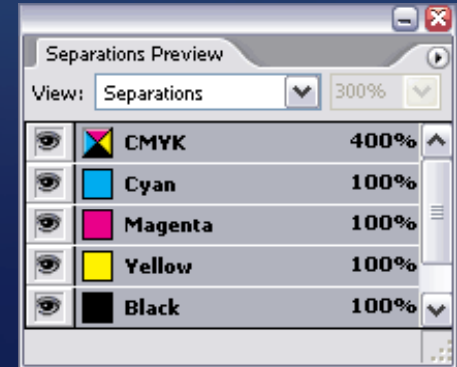 Separations Preview
View: Separations 300%
CMYK 400%
Cyan 100%
Magenta 100%
Yellow 100%
Black 100%